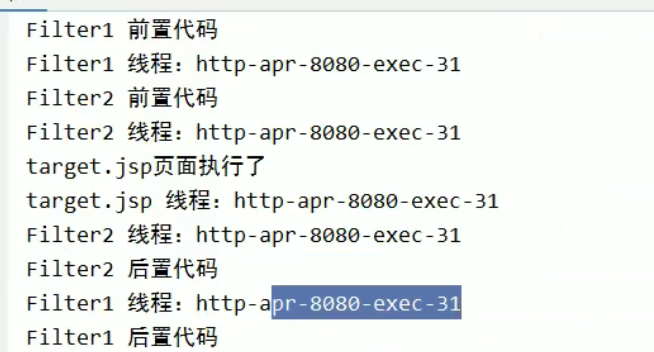 Filter1 前置代码
Filter1 线程：http-apr-8080-exec-31
Filter2 前置代码
Filter2 线程：http-apr-8080-exec-31
target.jsp页面执行了
target.jsp 线程：http-apr-8080-exec-31
Filter2 线程：http-apr-8080-exec-31
Filter2 后置代码
Filter1 线程：http-apr-8080-exec-31
Filter1 后置代码